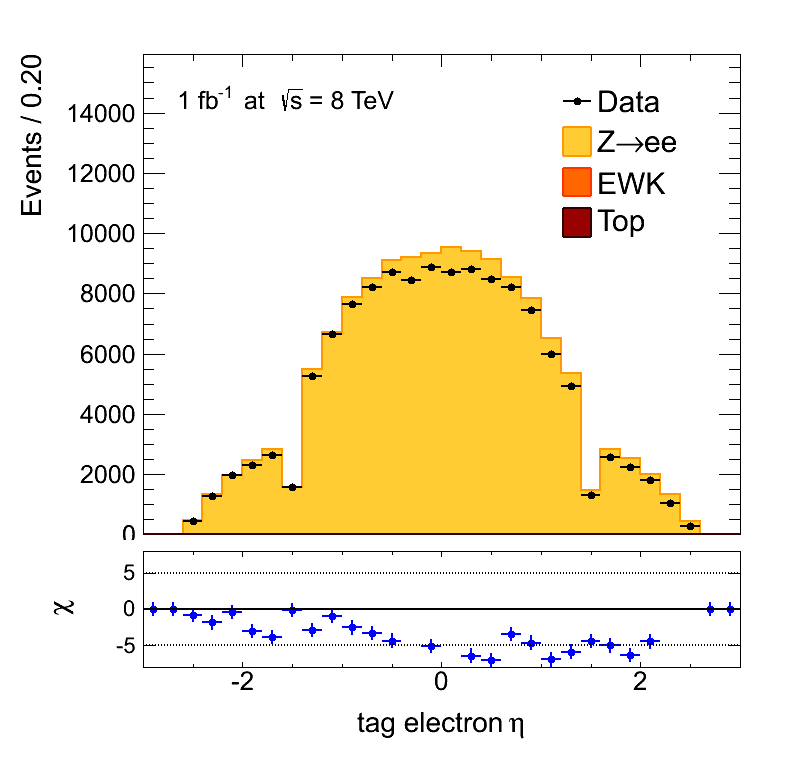 Events / 0.20
1 fb⁻¹ at √s = 8 TeV
Data
Z→ee
EWK
Top
14000
12000
10000
8000
6000
4000
2000
0
χ
5
0
-5
-2 0 2
tag electron η